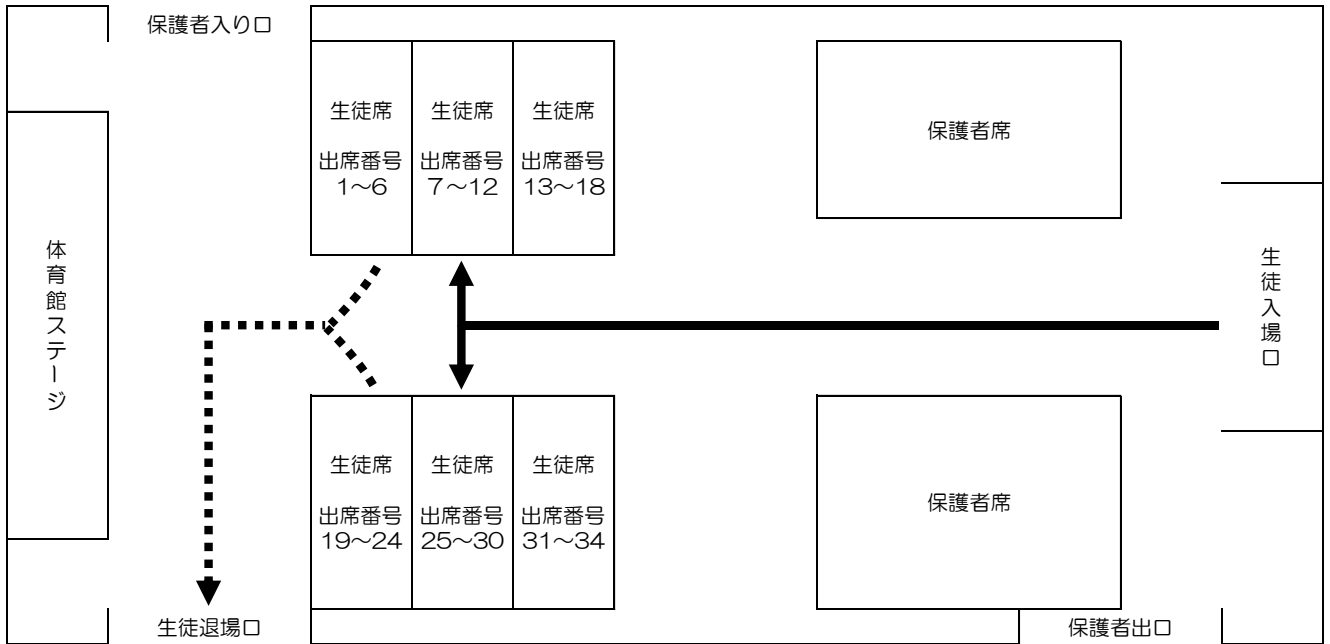 保護者入り口
生徒席
出席番号
1～6
生徒席
出席番号
7～12
生徒席
出席番号
13～18
保護者席
体育館ステージ
生徒入場口
生徒席
出席番号
19～24
生徒席
出席番号
25～30
生徒席
出席番号
31～34
保護者席
生徒退場口
保護者出口